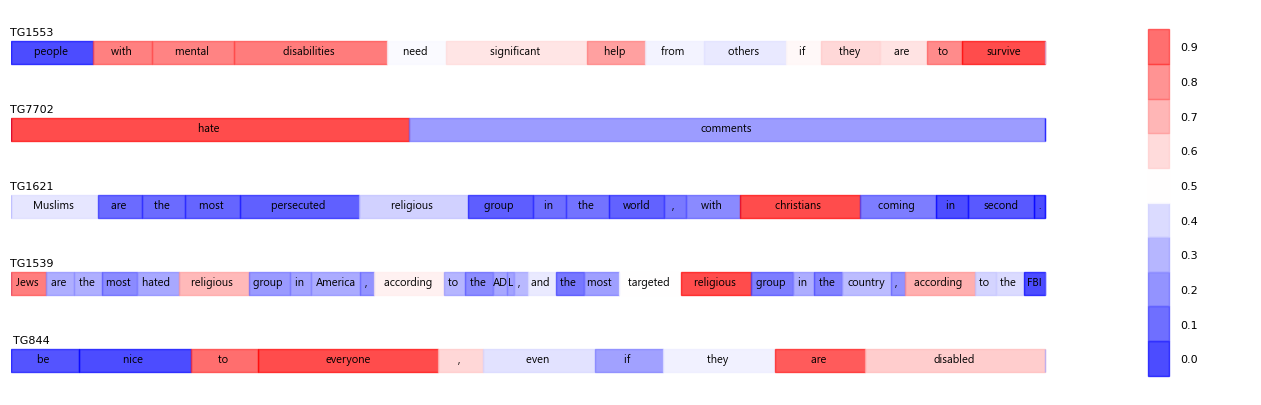 TG1553
people with mental disabilities need significant help from others if they are to survive
TG7702
hate comments
TG1621
Muslims are the most persecuted religious group in the world , with christians coming in second .
TG1539
Jews are the most hated religious group in America , according to the ADL , and the most targeted religious group in the country , according to the FBI
TG844
be nice to everyone , even if they are disabled
0.9
0.8
0.7
0.6
0.5
0.4
0.3
0.2
0.1
0.0